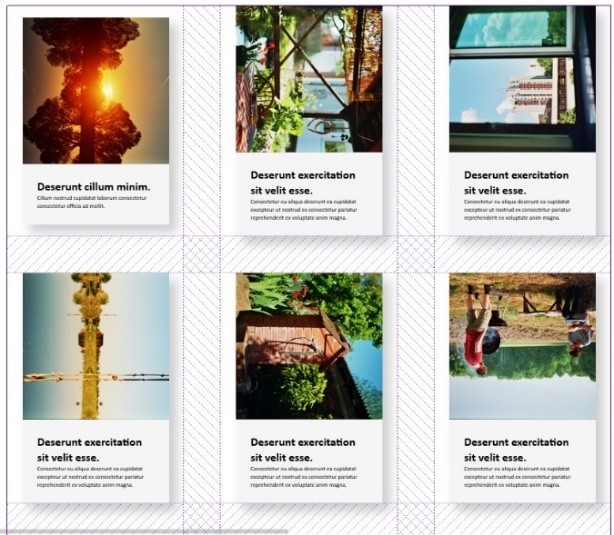 Deserunt cillum minim.
Cillum nostrud cupidatat laborum consectetur
consectetur officia ad mollit.
Deserunt exercitation
sit velit esse.
Consectetur eu aliqua deserunt ea cupidatat
excepteur ut nostrud ex consectetur pariatur
reprehenderit ex voluptate anim magna.
Deserunt exercitation
sit velit esse.
Consectetur eu aliqua deserunt ea cupidatat
excepteur ut nostrud ex consectetur pariatur
reprehenderit ex voluptate anim magna.
Deserunt exercitation
sit velit esse.
Consectetur eu aliqua deserunt ea cupidatat
excepteur ut nostrud ex consectetur pariatur
reprehenderit ex voluptate anim magna.
Deserunt exercitation
sit velit esse.
Consectetur eu aliqua deserunt ea cupidatat
excepteur ut nostrud ex consectetur pariatur
reprehenderit ex voluptate anim magna.
Deserunt exercitation
sit velit esse.
Consectetur eu aliqua deserunt ea cupidatat
excepteur ut nostrud ex consectetur pariatur
reprehenderit ex voluptate anim magna.